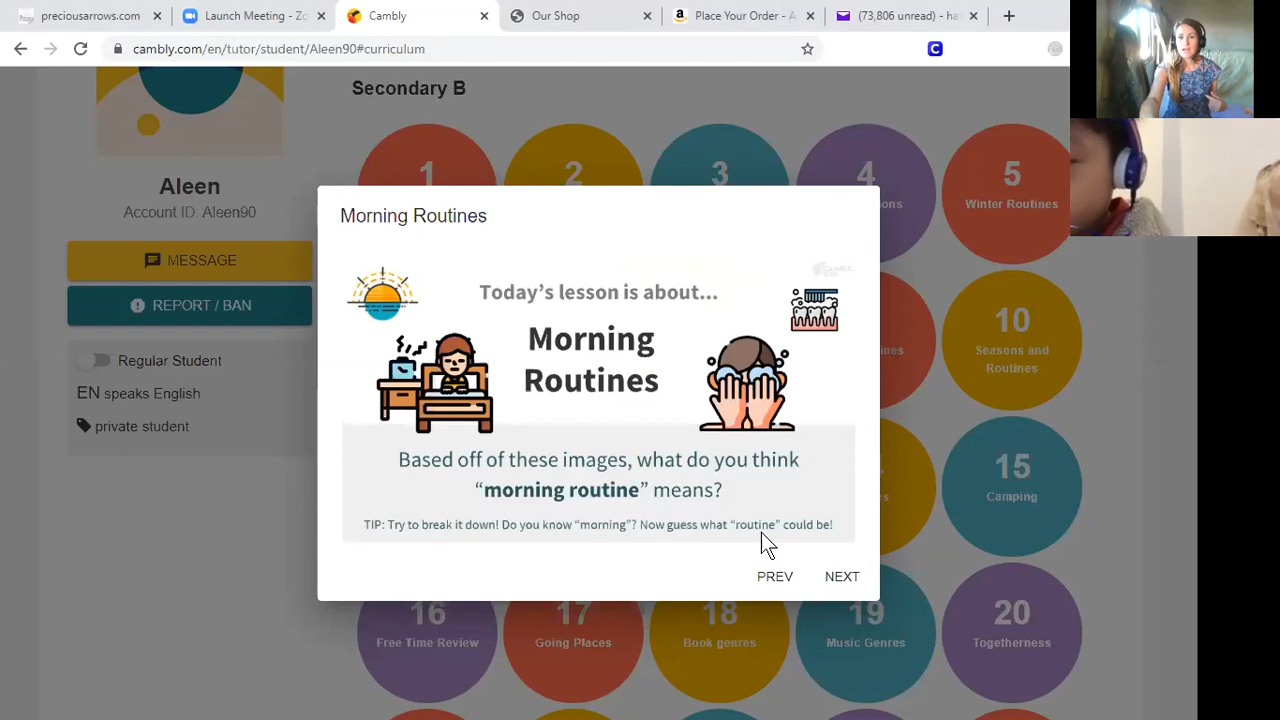 preciousarrows.com
Launch Meeting - Zo
Cambly
Our Shop
Place Your Order - A
(73,806 unread) - ha
cambly.com/en/tutor/student/Aleen90#curriculum
Secondary B
1
2
3
4
ons
5
Winter Routines
Aleen
Account ID: Aleen90
MESSAGE
REPORT / BAN
Regular Student
EN speaks English
private student
Morning Routines
Today's lesson is about...
Morning
Routines
Based off of these images, what do you think
"morning routine" means?
TIP: Try to break it down! Do you know "morning"? Now guess what "routine" could be!
PREV
NEXT
ines
10
Seasons and
Routines
es
15
Camping
16
Free Time Review
17
Going Places
18
Book genres
19
Music Genres
20
Togetherness